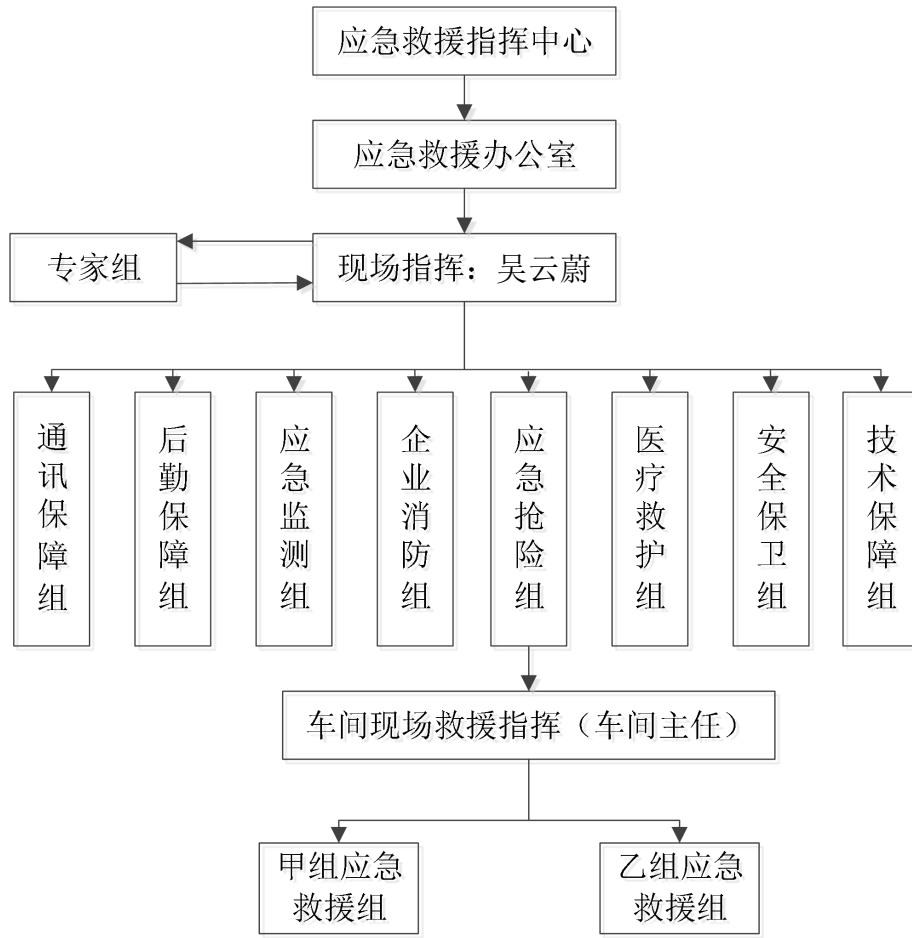 应急救援指挥中心
应急救援办公室
专家组
现场指挥：吴云蔚
通讯保障组
后勤保障组
应急监测组
企业消防组
应急抢险组
医疗救护组
安全保卫组
技术保障组
车间现场救援指挥（车间主任）
甲组应急
救援组
乙组应急
救援组